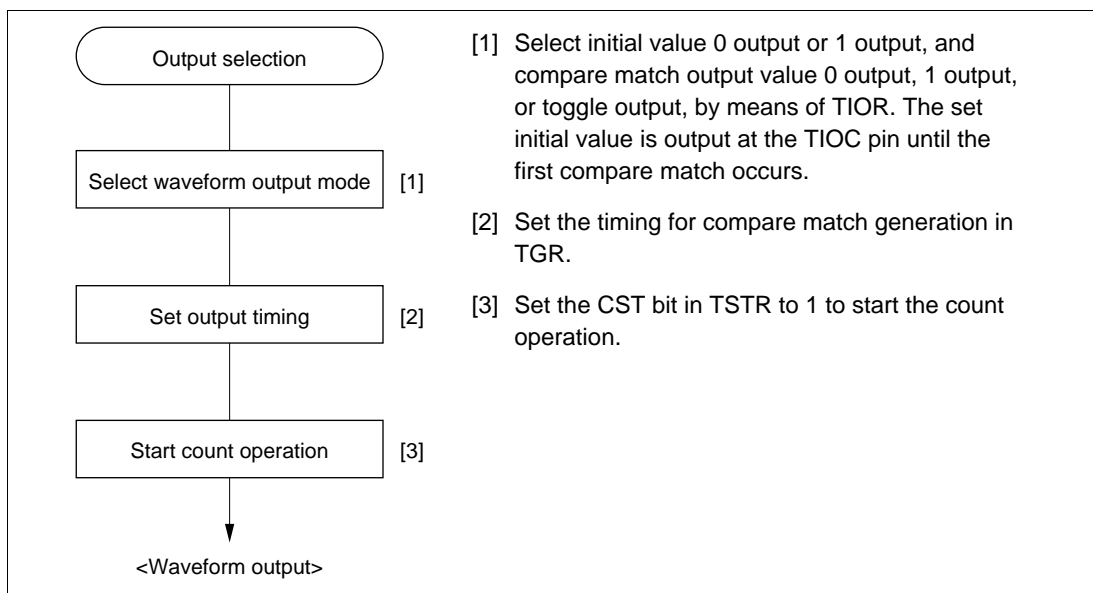 Output selection
Select waveform output mode [1]
Set output timing [2]
Start count operation [3]
<Waveform output>
[1] Select initial value 0 output or 1 output, and
compare match output value 0 output, 1 output,
or toggle output, by means of TIOR. The set
initial value is output at the TIOC pin until the
first compare match occurs.
[2] Set the timing for compare match generation in
TGR.
[3] Set the CST bit in TSTR to 1 to start the count
operation.